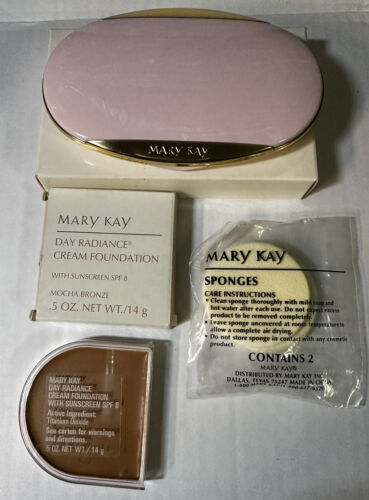 MARY KAY
MARY KAY
DAY RADIANCE®
CREAM FOUNDATION
WITH SUNSCREEN SPF 8
MOCHA BRONZE
.5 OZ. NET WT./14 g
MARY KAY
SPONGES
CARE INSTRUCTIONS
• Clean sponge thoroughly with mild soap and
hot water after each use. Do not expect excess
product to be removed completely.
• Leave sponge uncovered at room temperature to
allow a complete air drying.
• Do not store sponge in contact with any cosmetic
product.
CONTAINS 2
MARY KAY®
DISTRIBUTED BY MARY KAY INC.
DALLAS, TEXAS 75247 MADE IN
MARY KAY
DAY RADIANCE
CREAM FOUNDATION
WITH SUNSCREEN SPF 8
Active Ingredient:
Titanium Dioxide
See carton for warnings
and directions.
.5 OZ. NET WT./14 g